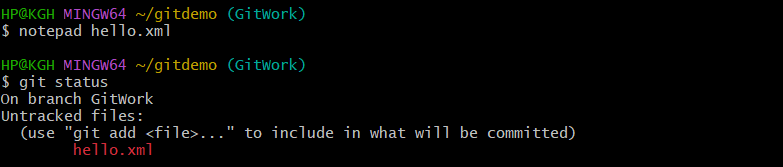 HP@KGH MINGW64 ~/gitdemo (GitWork)
$ notepad hello.xml
HP@KGH MINGW64 ~/gitdemo (GitWork)
$ git status
On branch GitWork
Untracked files:
  (use "git add <file>..." to include in what will be committed)
        hello.xml